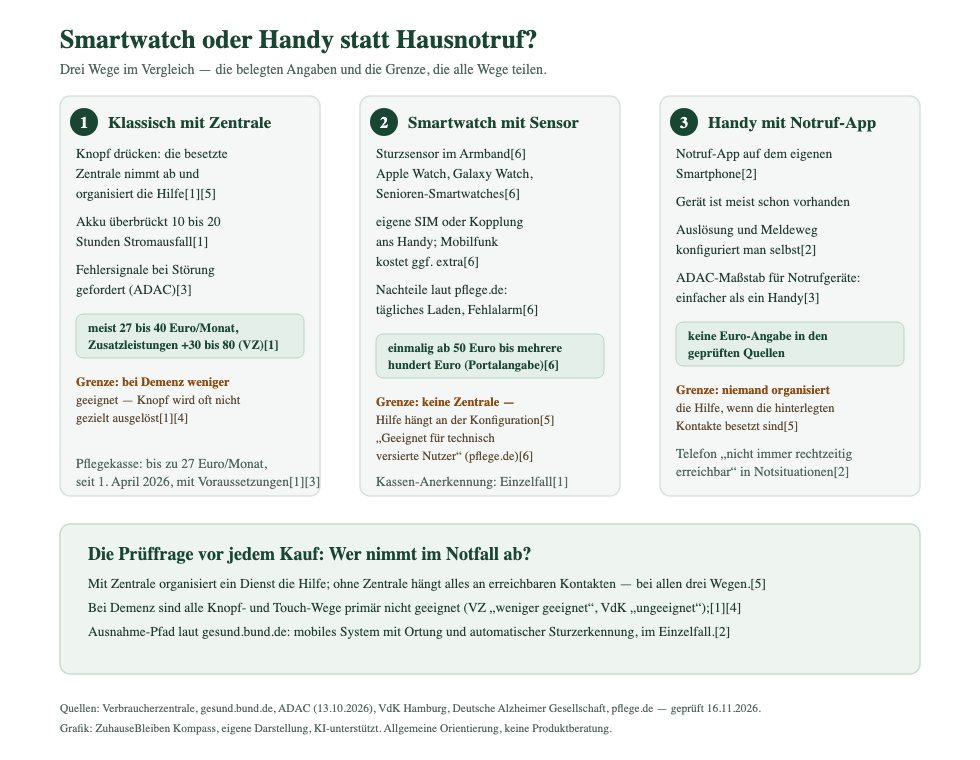 Smartwatch oder Handy statt Hausnotruf?
Drei Wege im Vergleich — die belegten Angaben und die Grenze, die alle Wege teilen.
1 Klassisch mit Zentrale
Knopf drücken: die besetzte
Zentrale nimmt ab und
organisiert die Hilfe[1][5]
Akku überbrückt 10 bis 20
Stunden Stromausfall[1]
Fehlersignale bei Störung
gefordert (ADAC)[3]
meist 27 bis 40 Euro/Monat,
Zusatzleistungen +30 bis 80 (VZ)[1]
Grenze: bei Demenz weniger
geeignet — Knopf wird oft nicht
gezielt ausgelöst[1][4]
Pflegekasse: bis zu 27 Euro/Monat,
seit 1. April 2026, mit Voraussetzungen[1][3]
2 Smartwatch mit Sensor
Sturzsensor im Armband[6]
Apple Watch, Galaxy Watch,
Senioren-Smartwatches[6]
eigene SIM oder Kopplung
ans Handy; Mobilfunk
kostet ggf. extra[6]
Nachteile laut pflege.de:
tägliches Laden, Fehlalarm[6]
einmalig ab 50 Euro bis mehrere
hundert Euro (Portalangabe)[6]
Grenze: keine Zentrale —
Hilfe hängt an der Konfiguration[5]
„Geeignet für technisch
versierte Nutzer“ (pflege.de)[6]
Kassen-Anerkennung: Einzelfall[1]
3 Handy mit Notruf-App
Notruf-App auf dem eigenen
Smartphone[2]
Gerät ist meist schon vorhanden
Auslösung und Meldeweg
konfiguriert man selbst[2]
ADAC-Maßstab für Notrufgeräte:
einfacher als ein Handy[3]
keine Euro-Angabe in den
geprüften Quellen
Grenze: niemand organisiert
die Hilfe, wenn die hinterlegten
Kontakte besetzt sind[5]
Telefon „nicht immer rechtzeitig
erreichbar“ in Notsituationen[2]
Die Prüffrage vor jedem Kauf: Wer nimmt im Notfall ab?
Mit Zentrale organisiert ein Dienst die Hilfe; ohne Zentrale hängt alles an erreichbaren Kontakten — bei allen drei Wegen.[5]
Bei Demenz sind alle Knopf- und Touch-Wege primär nicht geeignet (VZ „weniger geeignet“, VdK „ungeeignet“);[1][4]
Ausnahme-Pfad laut gesund.bund.de: mobiles System mit Ortung und automatischer Sturzerkennung, im Einzelfall.[2]
Quellen: Verbraucherzentrale, gesund.bund.de, ADAC (13.10.2026), VdK Hamburg, Deutsche Alzheimer Gesellschaft, pflege.de — geprüft 16.11.2026.
Grafik: ZuhauseBleiben Kompass, eigene Darstellung, KI-unterstützt. Allgemeine Orientierung, keine Produktberatung.